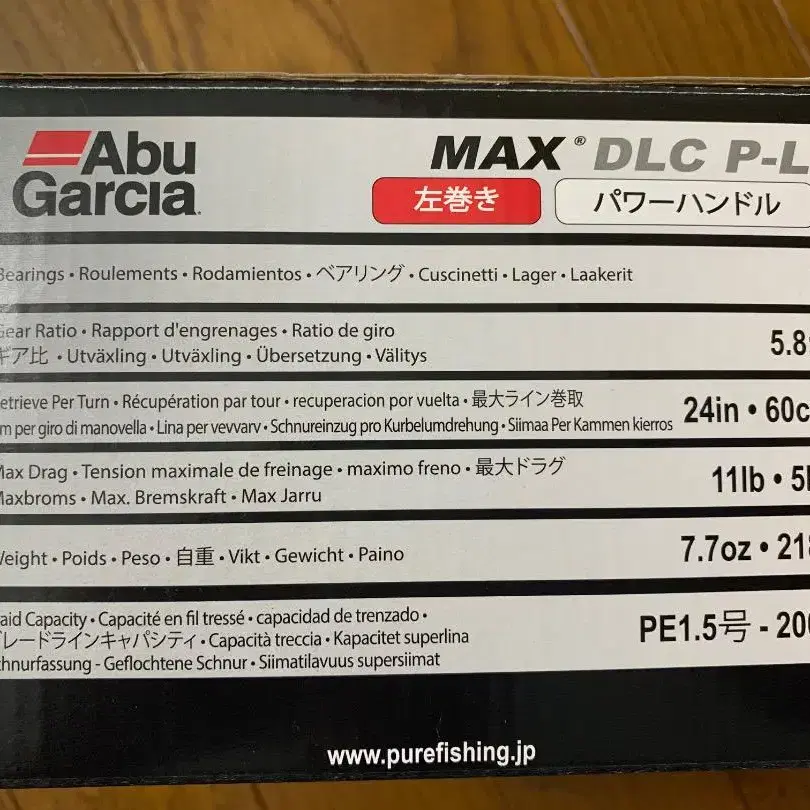 Abu
Garcia
MAX® DLC P-L
左巻き
パワーハンドル
Bearings • Roulements • Rodamientos • ベアリング • Cuscinetti • Lager • Laakerit
Gear Ratio • Rapport d'engrenages • Ratio de giro
ギア比 • Utväxling • Utväxling • Übersetzung • Välitys
5.8
etrieve Per Turn • Récupération par tour • recuperacion por vuelta • 最大ライン巻取
m per giro di manovella • Lina per vevvarv • Schnureinzug pro Kurbelumdrehung • Siimaa Per Kammen kierros
24in • 60c
Max Drag • Tension maximale de freinage • maximo freno • 最大ドラグ
Maxbroms • Max. Bremskraft • Max Jarru
11lb • 5
Weight • Poids • Peso • 自重 • Vikt • Gewicht • Paino
7.7oz • 218
aid Capacity • Capacité en fil tressé • capacidad de trenzado •
ブレードラインキャパシティ • Capacità treccia • Kapacitet superlina
chnurfassung - Geflochtene Schnur • Siimatilavuus supersiimat
PE1.5号 - 200
www.purefishing.jp